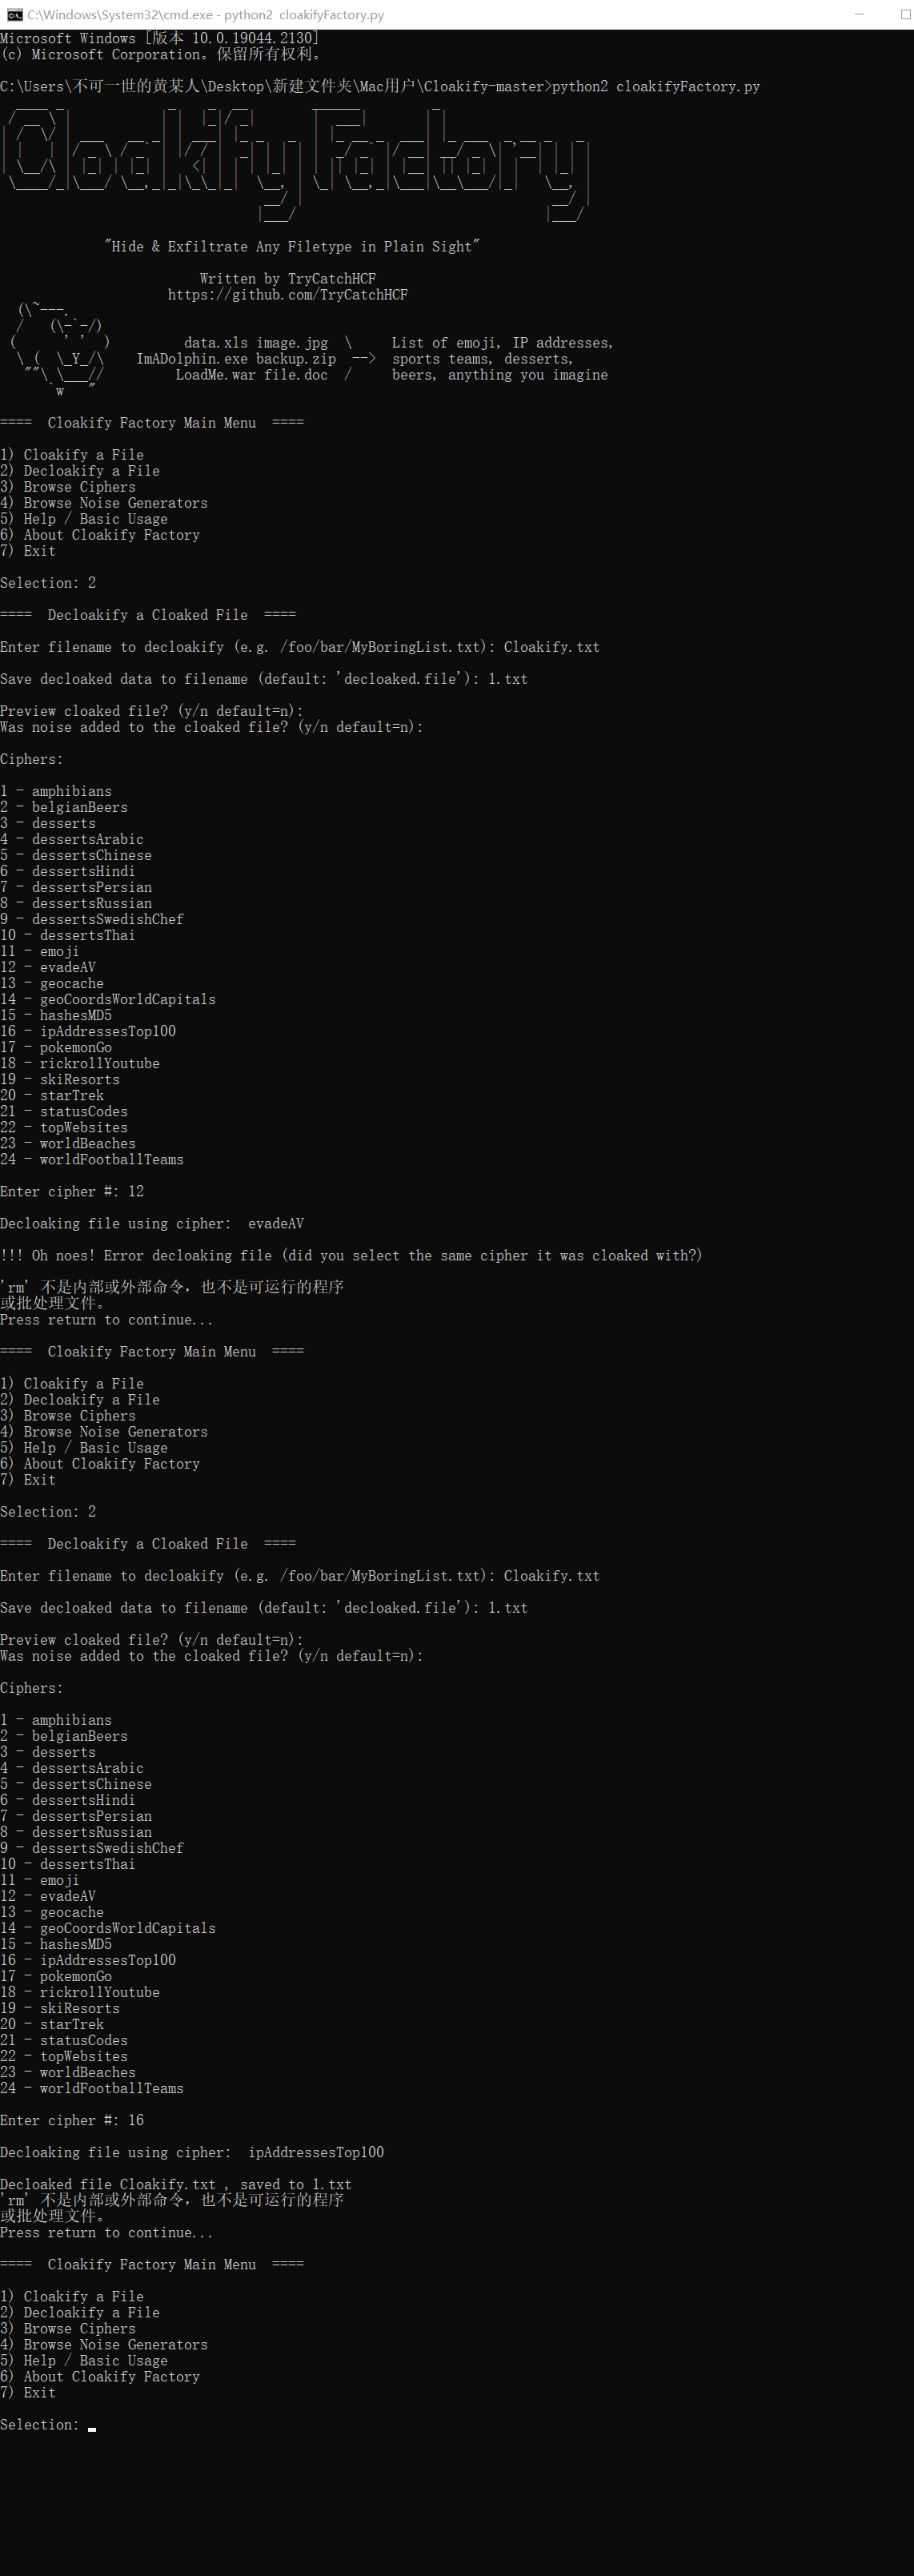 C:\Windows\System32\cmd.exe - python2 cloakifyFactory.py
Microsoft Windows [版本 10.0.19044.2130]
(c) Microsoft Corporation。保留所有权利。
C:\Users\不可一世的黄某人\Desktop\新建文件夹\Mac用户\Cloakify-master>python2 cloakifyFactory.py
CloakifyFactory
"Hide & Exfiltrate Any Filetype in Plain Sight"
Written by TryCatchHCF
https://github.com/TryCatchHCF
data.xls image.jpg \ List of emoji, IP addresses,
ImADolphin.exe backup.zip --> sports teams, desserts,
LoadMe.war file.doc / beers, anything you imagine
==== Cloakify Factory Main Menu ====
1) Cloakify a File
2) Decloakify a File
3) Browse Ciphers
4) Browse Noise Generators
5) Help / Basic Usage
6) About Cloakify Factory
7) Exit
Selection: 2
==== Decloakify a Cloaked File ====
Enter filename to decloakify (e.g. /foo/bar/MyBoringList.txt): Cloakify.txt
Save decloaked data to filename (default: 'decloaked.file'): 1.txt
Preview cloaked file? (y/n default=n):
Was noise added to the cloaked file? (y/n default=n):
Ciphers:
1 - amphibians
2 - belgianBeers
3 - desserts
4 - dessertsArabic
5 - dessertsChinese
6 - dessertsHindi
7 - dessertsPersian
8 - dessertsRussian
9 - dessertsSwedishChef
10 - dessertsThai
11 - emoji
12 - evadeAV
13 - geocache
14 - geoCoordsWorldCapitals
15 - hashesMD5
16 - ipAddressesTop100
17 - pokemonGo
18 - rickrollYoutube
19 - skiResorts
20 - starTrek
21 - statusCodes
22 - topWebsites
23 - worldBeaches
24 - worldFootballTeams
Enter cipher #: 12
Decloaking file using cipher: evadeAV
!!! Oh noes! Error decloaking file (did you select the same cipher it was cloaked with?)
'rm' 不是内部或外部命令，也不是可运行的程序
或批处理文件。
Press return to continue...
==== Cloakify Factory Main Menu ====
1) Cloakify a File
2) Decloakify a File
3) Browse Ciphers
4) Browse Noise Generators
5) Help / Basic Usage
6) About Cloakify Factory
7) Exit
Selection: 2
==== Decloakify a Cloaked File ====
Enter filename to decloakify (e.g. /foo/bar/MyBoringList.txt): Cloakify.txt
Save decloaked data to filename (default: 'decloaked.file'): 1.txt
Preview cloaked file? (y/n default=n):
Was noise added to the cloaked file? (y/n default=n):
Ciphers:
1 - amphibians
2 - belgianBeers
3 - desserts
4 - dessertsArabic
5 - dessertsChinese
6 - dessertsHindi
7 - dessertsPersian
8 - dessertsRussian
9 - dessertsSwedishChef
10 - dessertsThai
11 - emoji
12 - evadeAV
13 - geocache
14 - geoCoordsWorldCapitals
15 - hashesMD5
16 - ipAddressesTop100
17 - pokemonGo
18 - rickrollYoutube
19 - skiResorts
20 - starTrek
21 - statusCodes
22 - topWebsites
23 - worldBeaches
24 - worldFootballTeams
Enter cipher #: 16
Decloaking file using cipher: ipAddressesTop100
Decloaked file Cloakify.txt , saved to 1.txt
'rm' 不是内部或外部命令，也不是可运行的程序
或批处理文件。
Press return to continue...
==== Cloakify Factory Main Menu ====
1) Cloakify a File
2) Decloakify a File
3) Browse Ciphers
4) Browse Noise Generators
5) Help / Basic Usage
6) About Cloakify Factory
7) Exit
Selection: